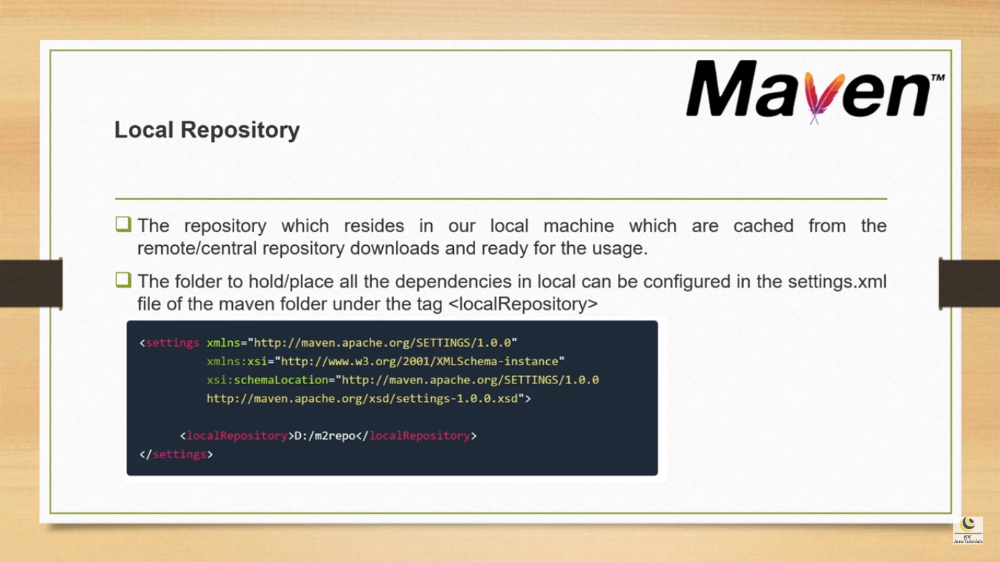 Maven™
Local Repository
The repository which resides in our local machine which are cached from the
remote/central repository downloads and ready for the usage.
The folder to hold/place all the dependencies in local can be configured in the settings.xml
file of the maven folder under the tag <localRepository>
<settings xmlns="http://maven.apache.org/SETTINGS/1.0.0"
xmlns:xsi="http://www.w3.org/2001/XMLSchema-instance"
xsi:schemaLocation="http://maven.apache.org/SETTINGS/1.0.0
http://maven.apache.org/xsd/settings-1.0.0.xsd">
<localRepository>D:/m2repo</localRepository>
</settings>
KK
JavaTutorials